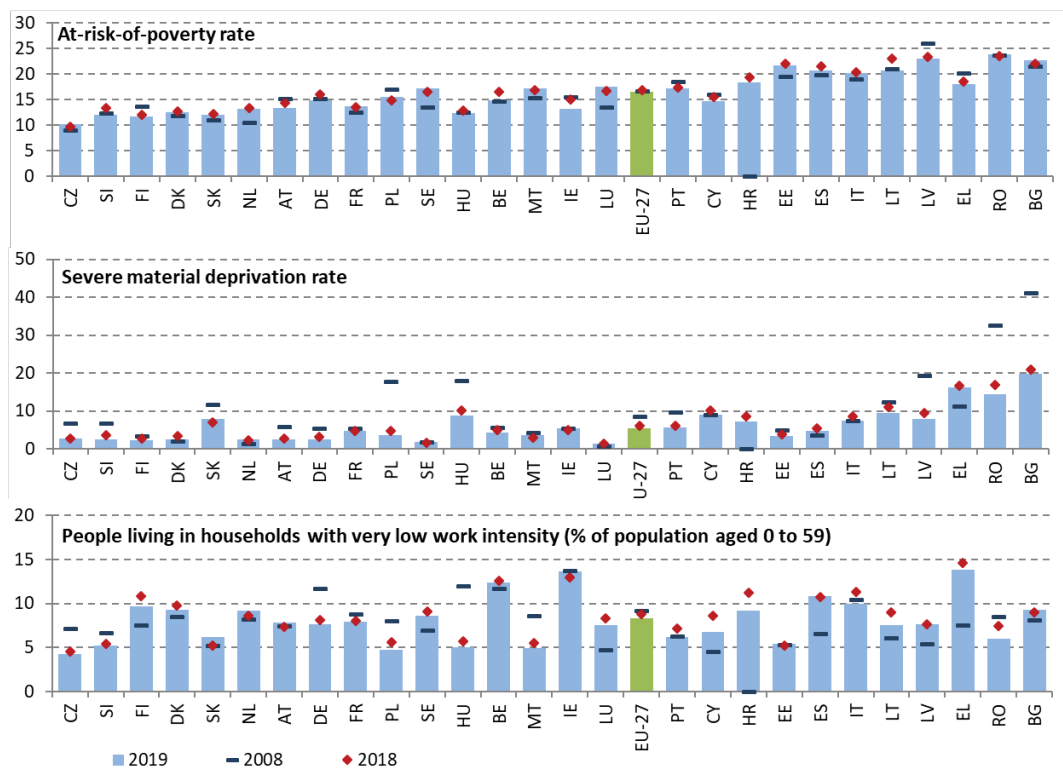 At-risk-of-poverty rate
30
25
20
15
10
5
0
CZ SI FI DK SK NL AT DE FR PL SE HU BE MT IE LU EU-27 PT CY HR EE ES IT LT LV EL RO BG
Severe material deprivation rate
50
40
30
20
10
0
CZ SI FI DK SK NL AT DE FR PL SE HU BE MT IE LU U-27 PT CY HR EE ES IT LT LV EL RO BG
People living in households with very low work intensity (% of population aged 0 to 59)
20
15
10
5
0
CZ SI FI DK SK NL AT DE FR PL SE HU BE MT IE LU EU-27 PT CY HR EE ES IT LT LV EL RO BG
2019 2008 2018